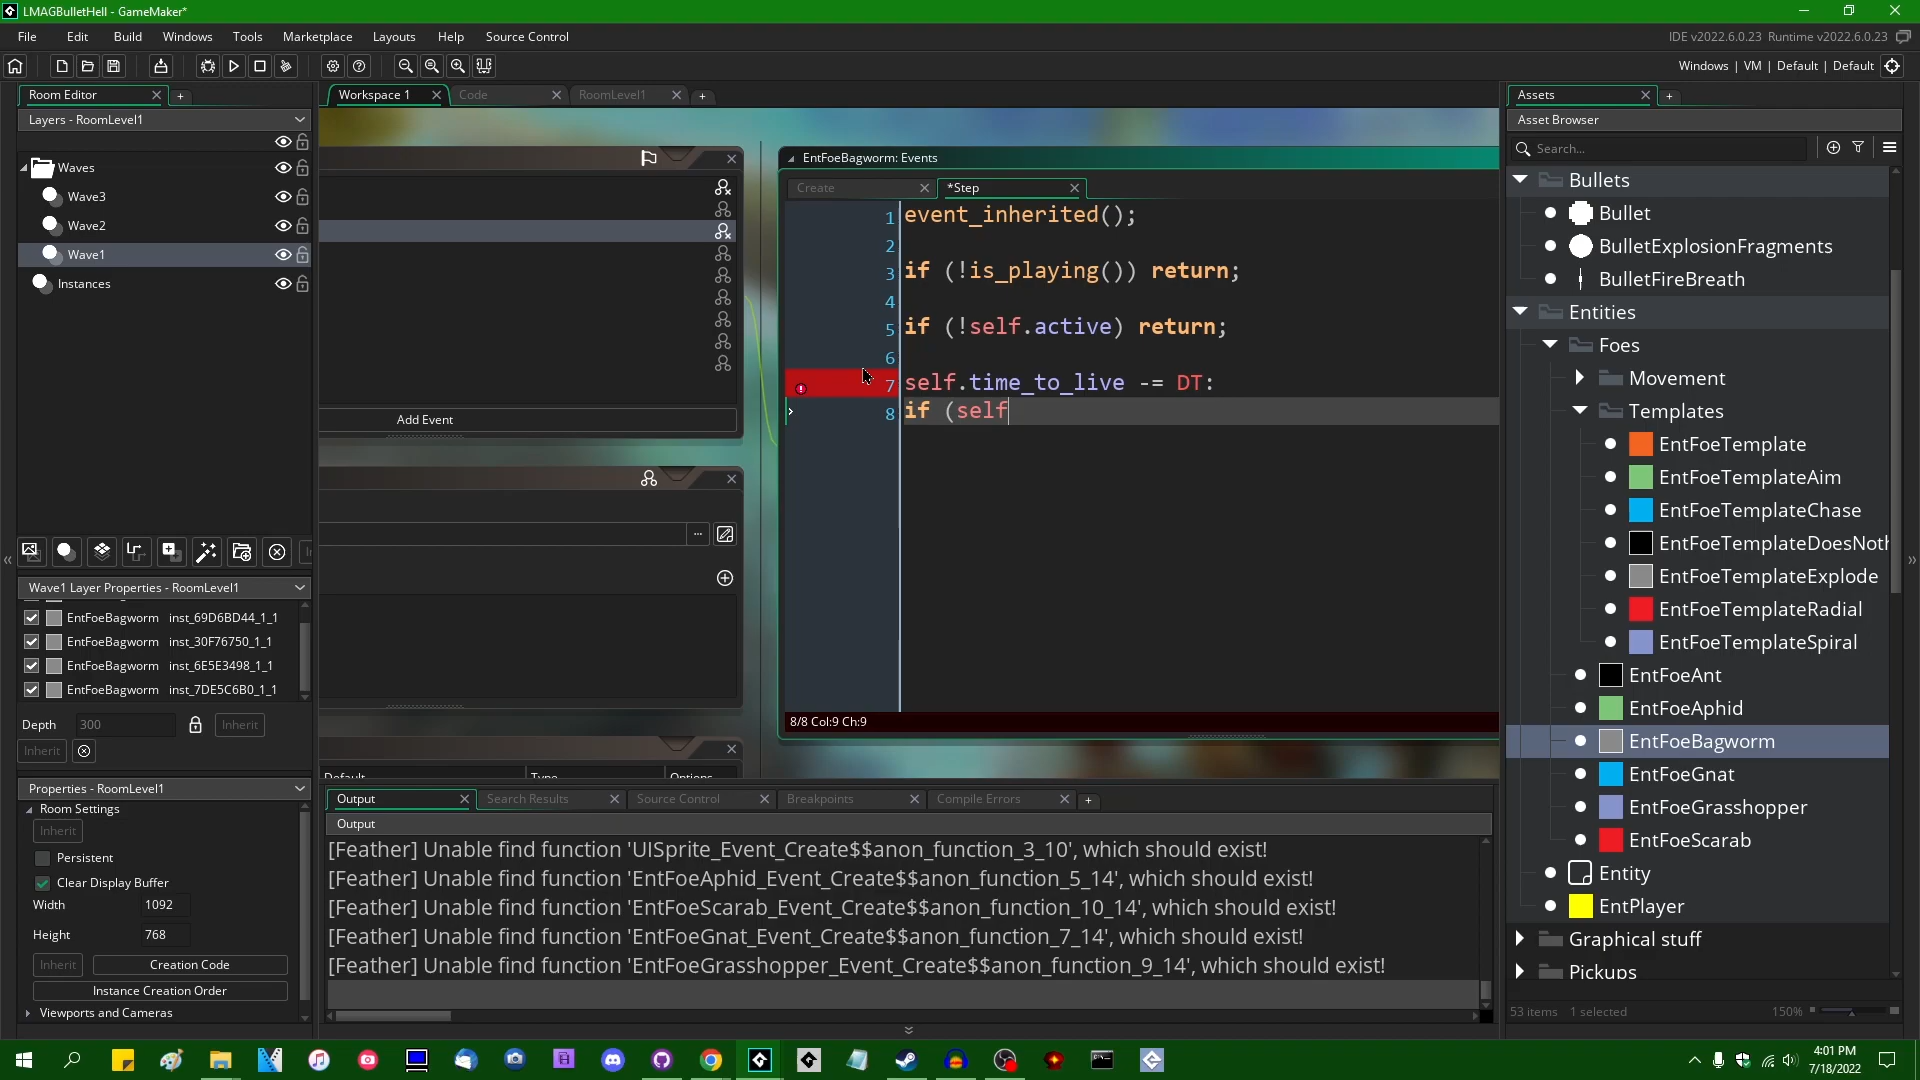 LMAGBulletHell - GameMaker*
File Edit Build Windows Tools Marketplace Layouts Help Source Control
IDE v2022.6.0.23 Runtime v2022.6.0.23
Windows | VM | Default | Default
Room Editor
Layers - RoomLevel1
Waves
Wave3
Wave2
Wave1
Instances
Wave1 Layer Properties - RoomLevel1
EntFoeBagworm inst_69D6BD44_1_1
EntFoeBagworm inst_30F76750_1_1
EntFoeBagworm inst_6E5E3498_1_1
EntFoeBagworm inst_7DE5C6B0_1_1
Depth 300 Inherit
Inherit
Properties - RoomLevel1
Room Settings
Inherit
Persistent
Clear Display Buffer
Width 1092
Height 768
Inherit Creation Code
Instance Creation Order
Viewports and Cameras
Workspace 1 Code RoomLevel1
Add Event
Default Type Options
EntFoeBagworm: Events
Create *Step
1 event_inherited();
2
3 if (!is_playing()) return;
4
5 if (!self.active) return;
6
7 self.time_to_live -= DT:
8 if (self
8/8 Col:9 Ch:9
Output Search Results Source Control Breakpoints Compile Errors
Output
[Feather] Unable find function 'UISprite_Event_Create$$anon_function_3_10', which should exist!
[Feather] Unable find function 'EntFoeAphid_Event_Create$$anon_function_5_14', which should exist!
[Feather] Unable find function 'EntFoeScarab_Event_Create$$anon_function_10_14', which should exist!
[Feather] Unable find function 'EntFoeGnat_Event_Create$$anon_function_7_14', which should exist!
[Feather] Unable find function 'EntFoeGrasshopper_Event_Create$$anon_function_9_14', which should exist!
Assets
Asset Browser
Search...
Bullets
Bullet
BulletExplosionFragments
BulletFireBreath
Entities
Foes
Movement
Templates
EntFoeTemplate
EntFoeTemplateAim
EntFoeTemplateChase
EntFoeTemplateDoesNoth
EntFoeTemplateExplode
EntFoeTemplateRadial
EntFoeTemplateSpiral
EntFoeAnt
EntFoeAphid
EntFoeBagworm
EntFoeGnat
EntFoeGrasshopper
EntFoeScarab
Entity
EntPlayer
Graphical stuff
Pickups
53 items 1 selected 150%
4:01 PM
7/18/2022